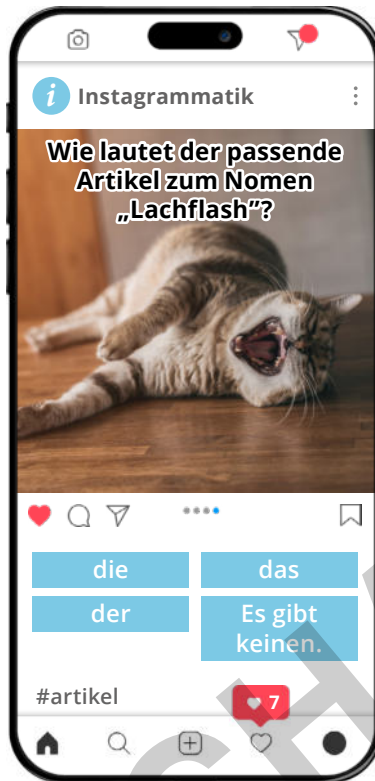 i Instagrammatik
Wie lautet der passende
Artikel zum Nomen
„Lachflash”?
die
das
der
Es gibt
keinen.
#artikel
7